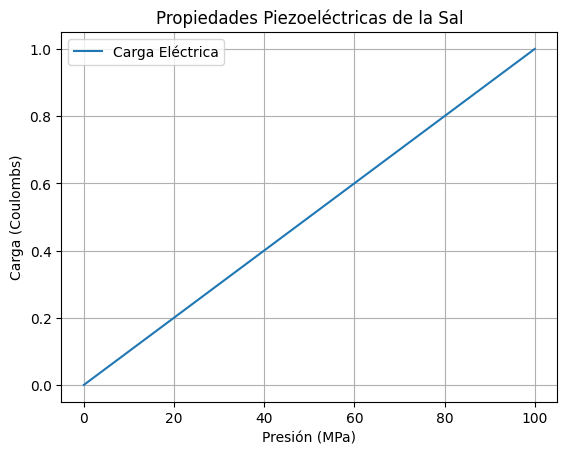 Propiedades Piezoeléctricas de la Sal
Carga Eléctrica
Carga (Coulombs)
1.0
0.8
0.6
0.4
0.2
0.0
0 20 40 60 80 100
Presión (MPa)